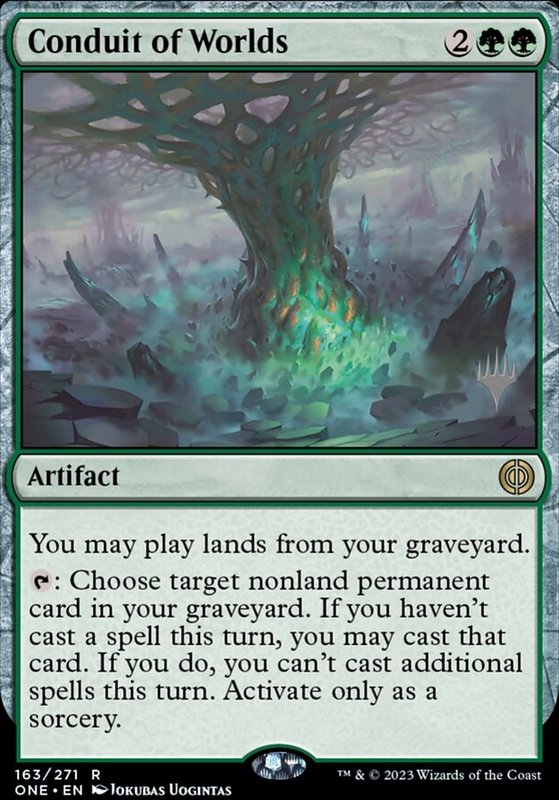 Conduit of Worlds 2
Artifact
You may play lands from your graveyard.
: Choose target nonland permanent
card in your graveyard. If you haven't
cast a spell this turn, you may cast that
card. If you do, you can't cast additional
spells this turn. Activate only as a
sorcery.
163/271 R
ONE • EN Jokubas Uogintas
™ & © 2023 Wizards of the Coast